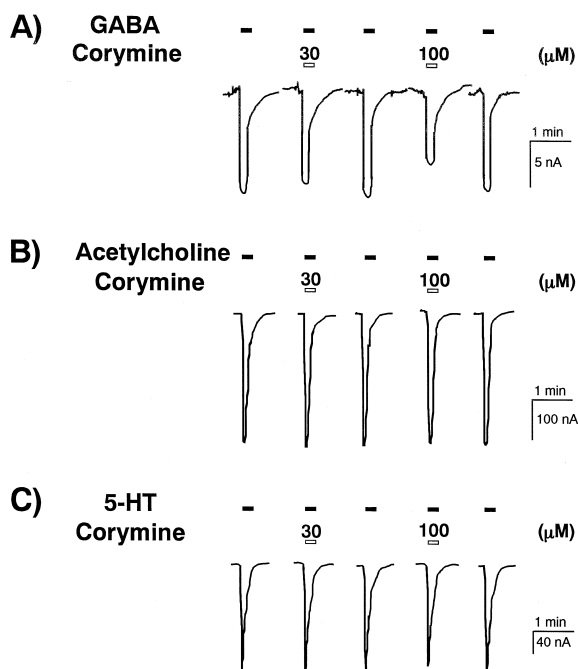 A) GABA
Corymine 30 100 (μM)
1 min
5 nA
B) Acetylcholine
Corymine 30 100 (μM)
1 min
100 nA
C) 5-HT
Corymine 30 100 (μM)
1 min
40 nA